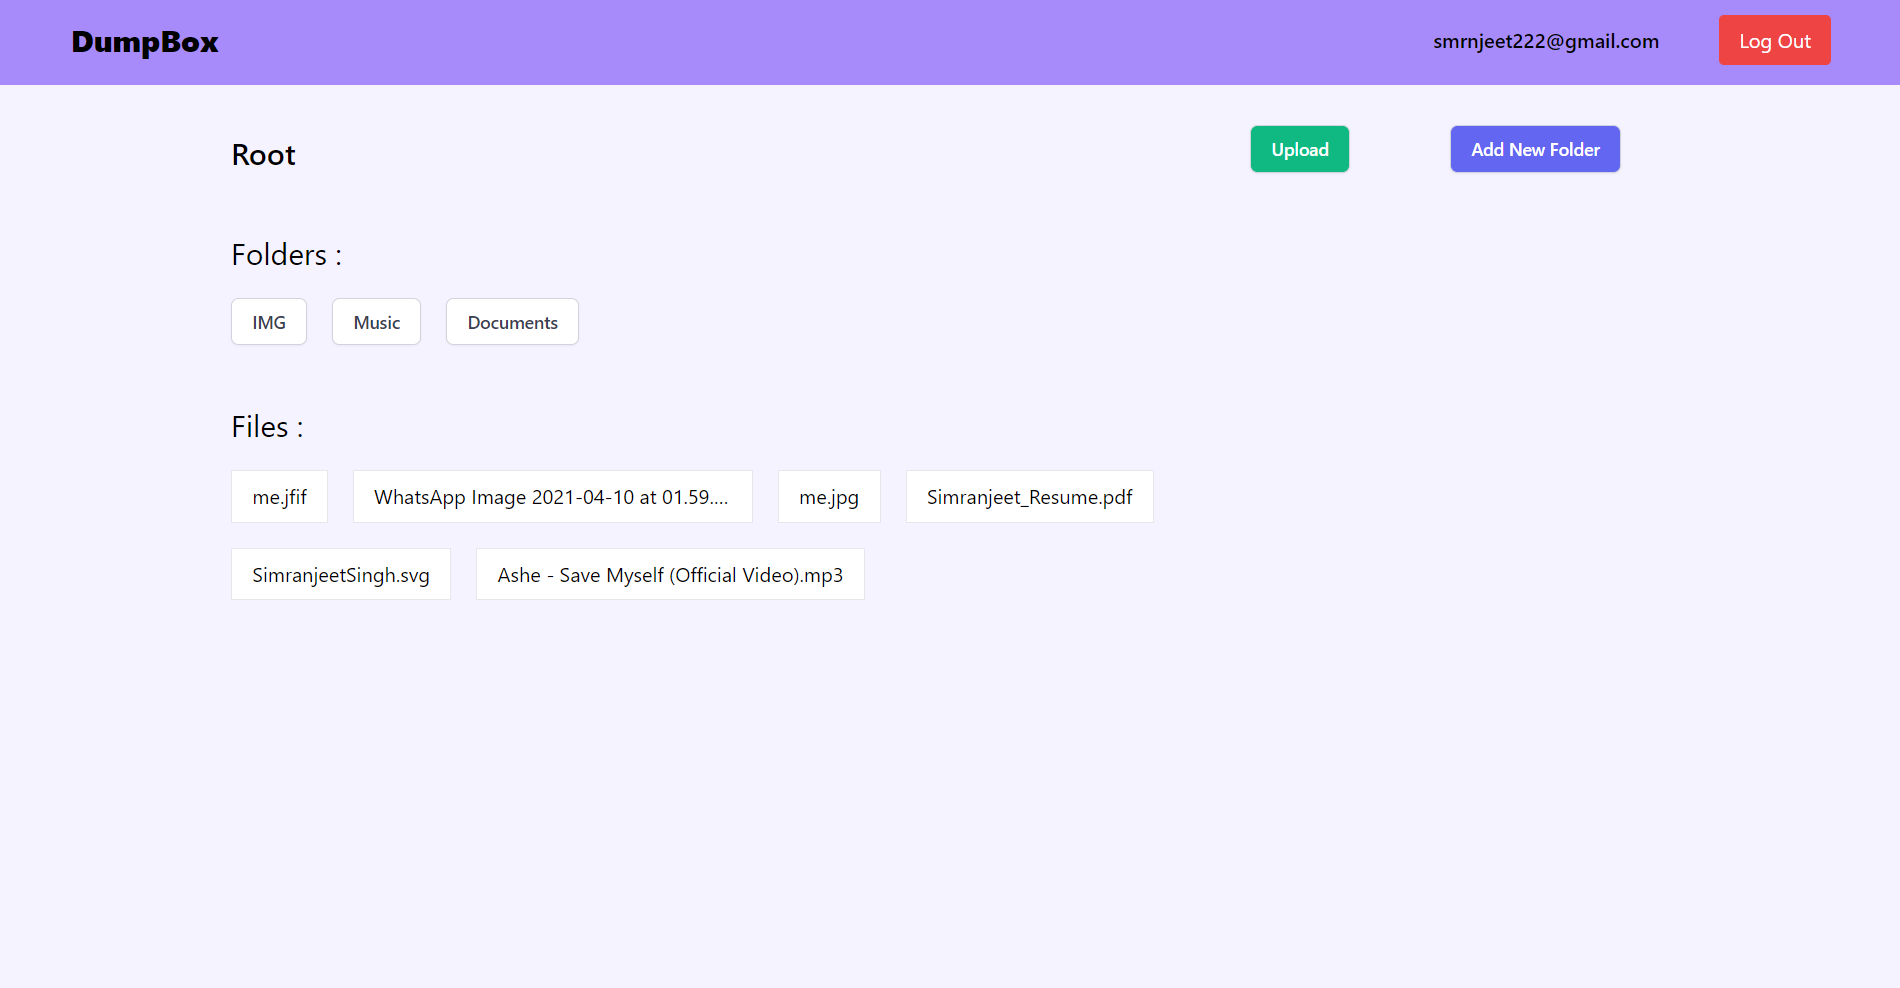 DumpBox smrnjeet222@gmail.com Log Out
Root Upload Add New Folder
Folders :
IMG Music Documents
Files :
me.jfif WhatsApp Image 2021-04-10 at 01.59.... me.jpg Simranjeet_Resume.pdf
SimranjeetSingh.svg Ashe - Save Myself (Official Video).mp3